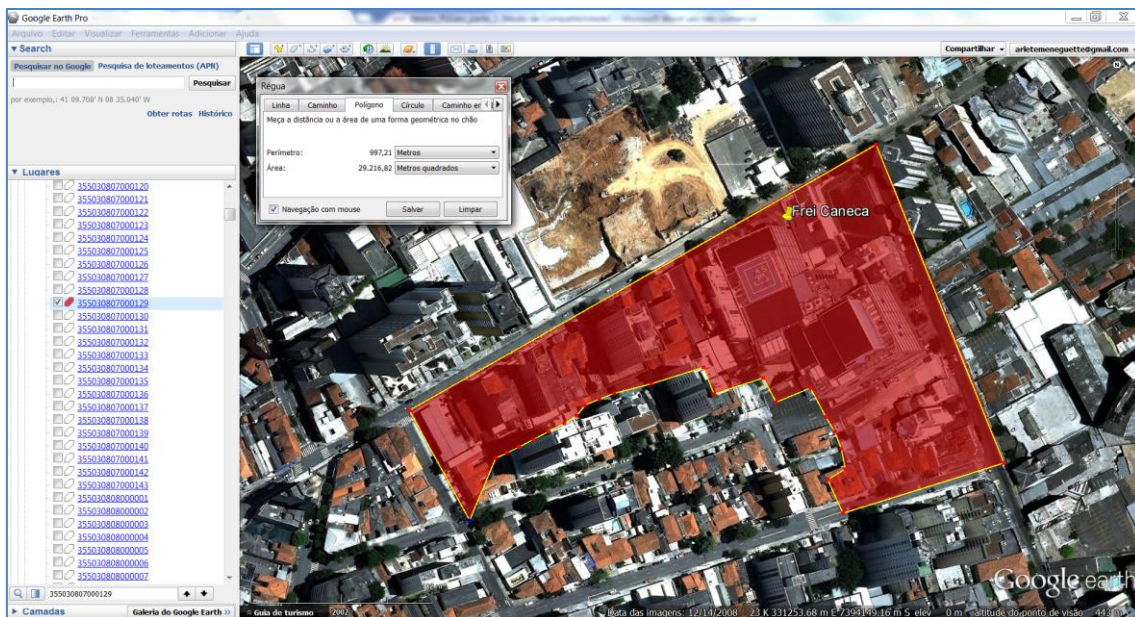 Google Earth Pro
Arquivo Editar Visualizar Ferramentas Adicionar Ajuda
▼ Search
Pesquisar no Google Pesquisa de loteamentos (APN)
Pesquisar
por exemplo,: 41 09.708' N 08 35.040' W
Obter rotas Histórico
Compartilhar
arletemeneguette@gmail.com
Régua
Linha Caminho Polígono Círculo Caminho em
Meça a distância ou a área de uma forma geométrica no chão
Perímetro: 997,21 Metros
Área: 29.216,82 Metros quadrados
Navegação com mouse Salvar Limpar
N
Frei Caneca
▼ Lugares
355030807000120
355030807000121
355030807000122
355030807000123
355030807000124
355030807000125
355030807000126
355030807000127
355030807000128
355030807000129
355030807000130
355030807000131
355030807000132
355030807000133
355030807000134
355030807000135
355030807000136
355030807000137
355030807000138
355030807000139
355030807000140
355030807000141
355030807000142
355030807000143
355030808000001
355030808000002
355030808000003
355030808000004
355030808000005
355030808000006
355030808000007
355030807000129
► Camadas Galeria do Google Earth >>
Google earth
Guia de turismo 2002 Data das imagens: 12/14/2008 23 K 331253.68 m E 7394149.16 m S elev 0 m altitude do ponto de visão 443 m